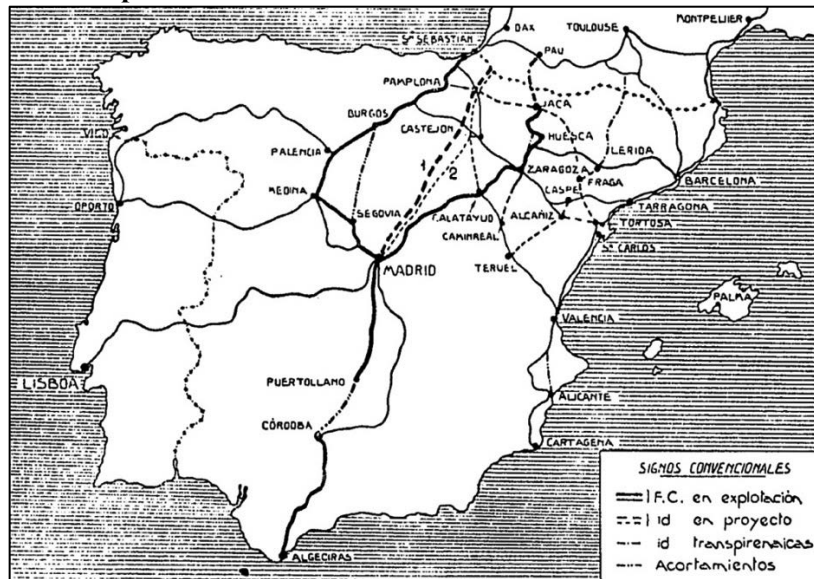 DAX
TOULOUSE
MONTPELLIER
Sn SEBASTIAN
PAU
PAMPLONA
JACA
BURGOS
CASTEJON
HUESCA
VIGO
PALENCIA
1
2
ZARAGOZA
LERIDA
FRAGA
BARCELONA
MEDINA
CASPE
OPORTO
SEGOVIA
CALATAYUD
ALCAÑIZ
TARRAGONA
CAMINREAL
TORTOSA
Sn CARLOS
MADRID
TERUEL
PALMA
VALENCIA
LISBOA
PUERTOLLANO
ALICANTE
CÓRDOBA
CARTAGENA
ALGECIRAS
SIGNOS CONVENCIONALES
F.C. en explotación
id en proyecto
id transpirenaicas
Acortamientos